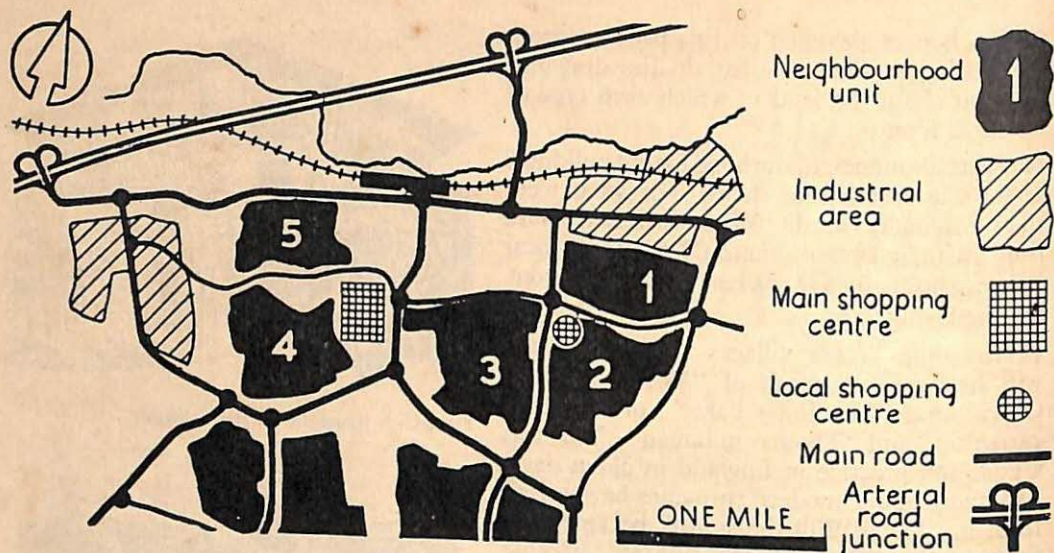 Neighbourhood
unit
1
Industrial
area
Main shopping
centre
Local shopping
centre
Main road
Arterial
road
junction
ONE MILE
5
1
4
3
2